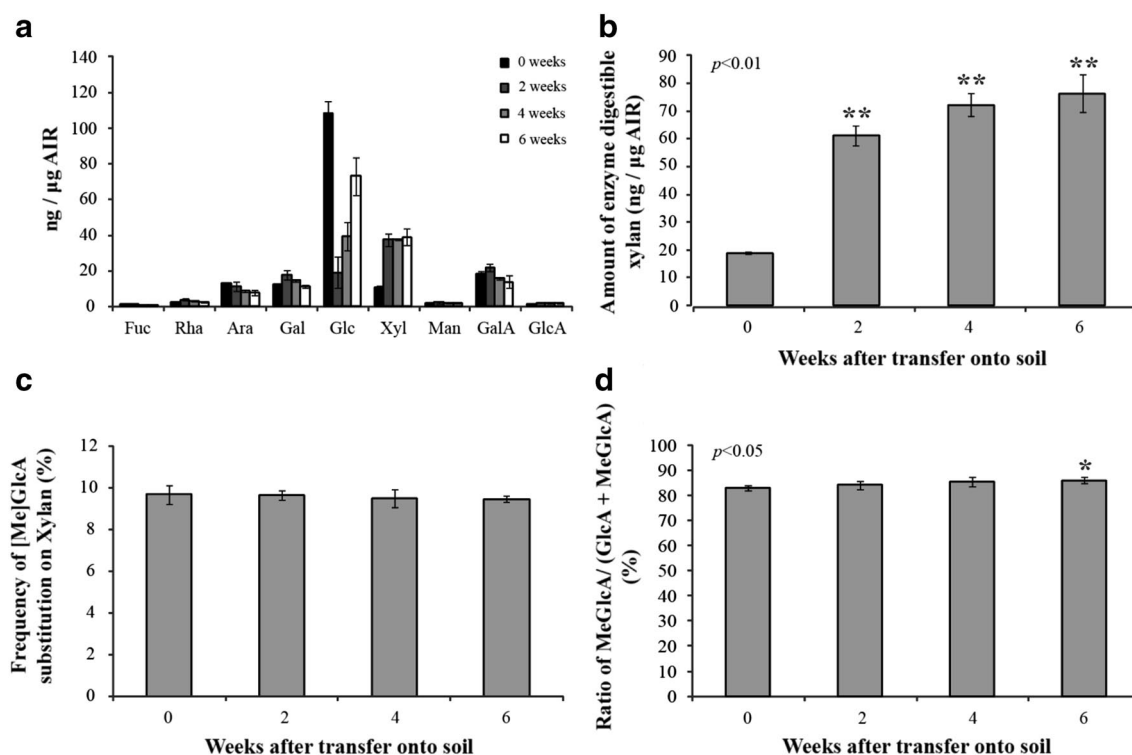 a
140
120
100
80
60
40
20
0
ng / µg AIR
0 weeks
2 weeks
4 weeks
6 weeks
Fuc Rha Ara Gal Glc Xyl Man GalA GlcA
b
Amount of enzyme digestible
xylan (ng / µg AIR)
90
80
70
60
50
40
30
20
10
0
p<0.01
** ** **
0 2 4 6
Weeks after transfer onto soil
c
Frequency of [Me]GlcA
substitution on Xylan (%)
12
10
8
6
4
2
0
0 2 4 6
Weeks after transfer onto soil
d
Ratio of MeGlcA/ (GlcA + MeGlcA)
(%)
100
90
80
70
60
50
40
30
20
10
0
p<0.05
*
0 2 4 6
Weeks after transfer onto soil